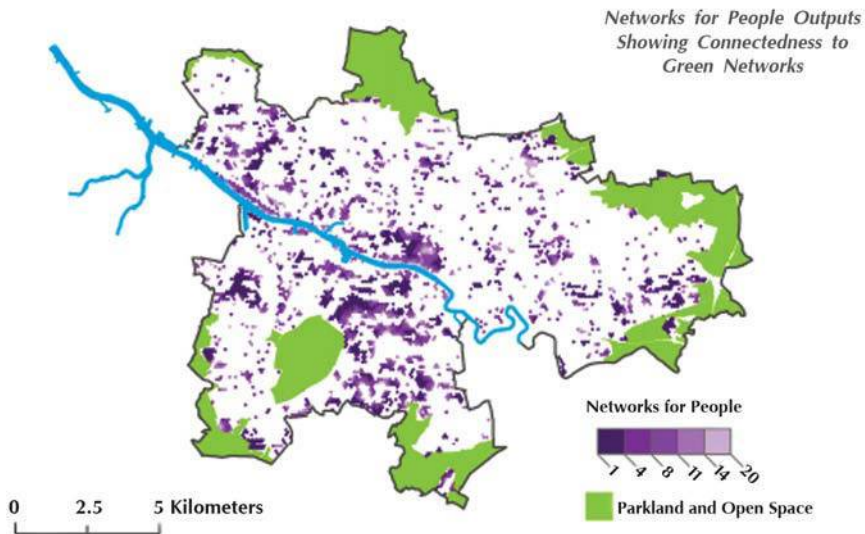 Networks for People Outputs
Showing Connectedness to
Green Networks
Networks for People
1 4 8 11 14 20
Parkland and Open Space
0 2.5 5 Kilometers